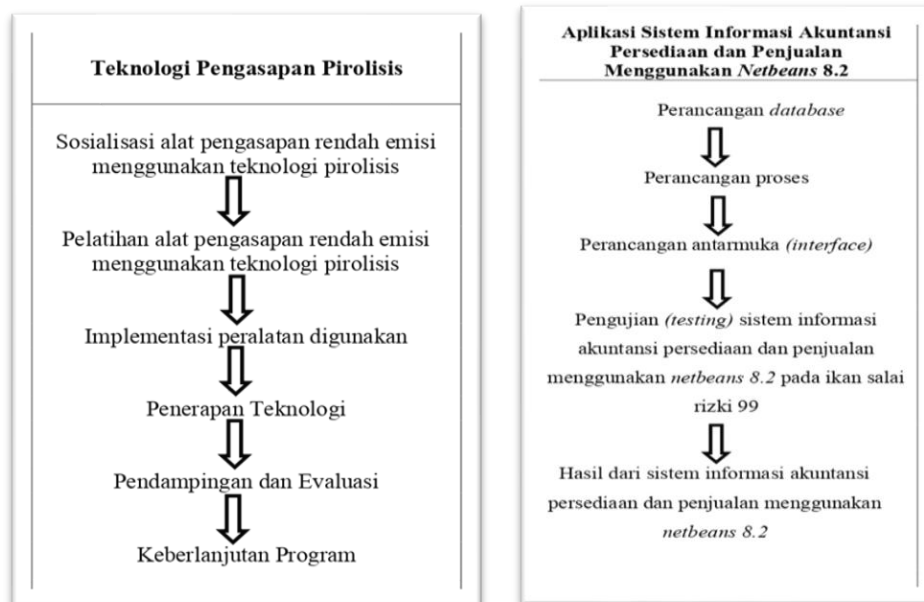 Teknologi Pengasapan Pirolisis
Sosialisasi alat pengasapan rendah emisi
menggunakan teknologi pirolisis
Pelatihan alat pengasapan rendah emisi
menggunakan teknologi pirolisis
Implementasi peralatan digunakan
Penerapan Teknologi
Pendampingan dan Evaluasi
Keberlanjutan Program
Aplikasi Sistem Informasi Akuntansi
Persediaan dan Penjualan
Menggunakan Netbeans 8.2
Perancangan database
Perancangan proses
Perancangan antarmuka (interface)
Pengujian (testing) sistem informasi
akuntansi persediaan dan penjualan
menggunakan netbeans 8.2 pada ikan salai
rizki 99
Hasil dari sistem informasi akuntansi
persediaan dan penjualan menggunakan
netbeans 8.2